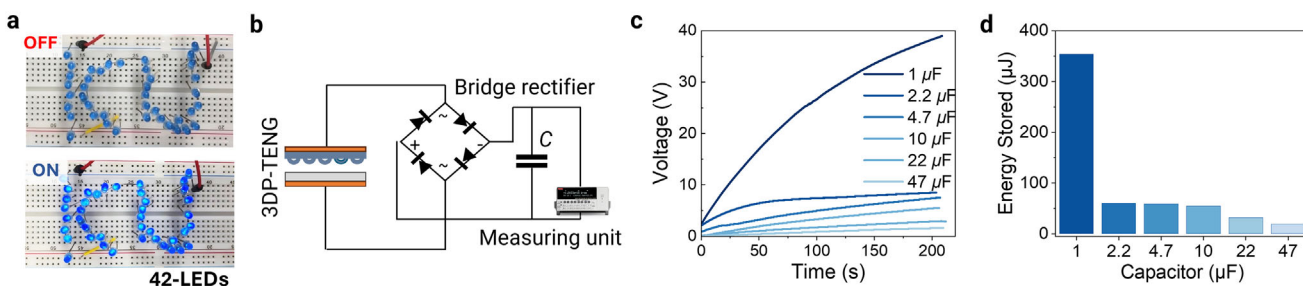 a
OFF
ON
42-LEDs
b
3DP-TENG
Bridge rectifier
~
+
-
~
C
Measuring unit
c
Voltage (V)
40
30
20
10
0
1 µF
2.2 µF
4.7 µF
10 µF
22 µF
47 µF
0 50 100 150 200
Time (s)
d
Energy Stored (µJ)
400
300
200
100
0
1 2.2 4.7 10 22 47
Capacitor (µF)